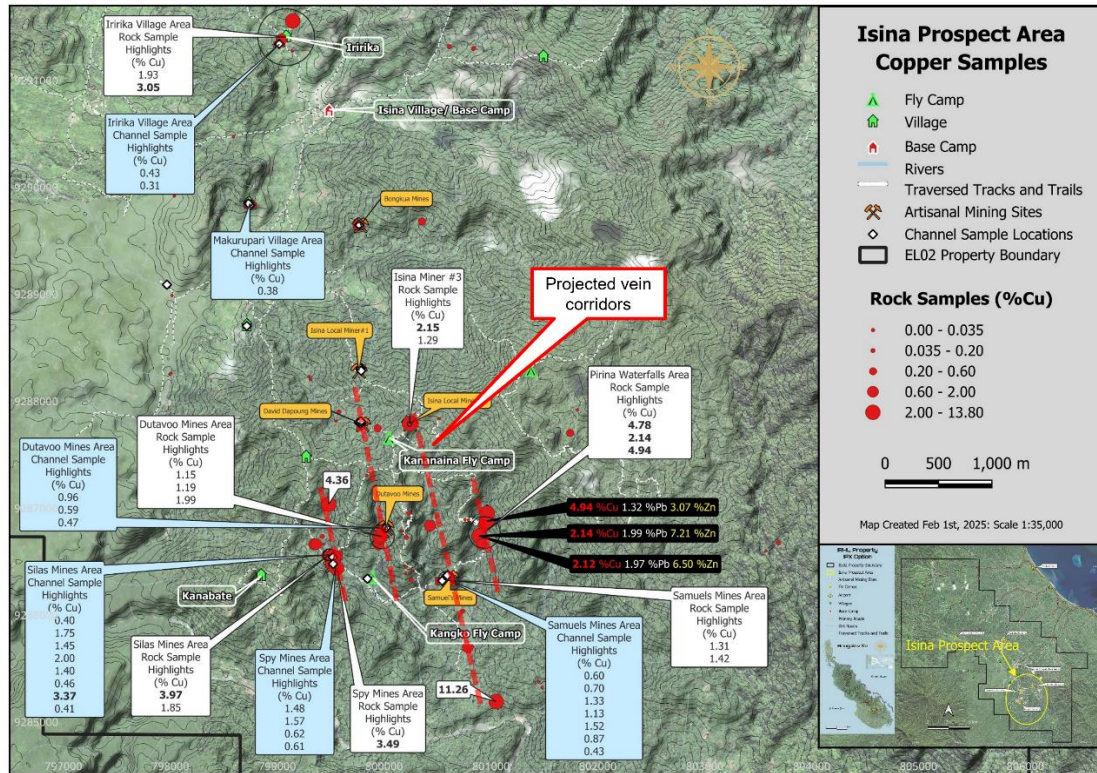 Iririka Village Area
Rock Sample
Highlights
(% Cu)
1.93
3.05
Iririka
Isina Village/ Base Camp
Iririka Village Area
Channel Sample
Highlights
(% Cu)
0.43
0.31
Bongkua Mines
Makurupari Village Area
Channel Sample
Highlights
(% Cu)
0.38
Isina Miner #3
Rock Sample
Highlights
(% Cu)
2.15
1.29
Projected vein
corridors
Isina Local Miner#1
Pirina Waterfalls Area
Rock Sample
Highlights
(% Cu)
4.78
2.14
4.94
David Dapoung Mines
Isina Local Miner
Kananaina Fly Camp
Dutavoo Mines Area
Rock Sample
Highlights
(% Cu)
1.15
1.19
1.99
Dutavoo Mines Area
Channel Sample
Highlights
(% Cu)
0.96
0.59
0.47
4.36
Dutavoo Mines
4.94 %Cu 1.32 %Pb 3.07 %Zn
2.14 %Cu 1.99 %Pb 7.21 %Zn
2.12 %Cu 1.97 %Pb 6.50 %Zn
Silas Mines Area
Channel Sample
Highlights
(% Cu)
0.40
1.75
1.45
2.00
1.40
0.46
3.37
0.41
Kanabate
Silas Mines Area
Rock Sample
Highlights
(% Cu)
3.97
1.85
Spy Mines Area
Channel Sample
Highlights
(% Cu)
1.48
1.57
0.62
0.61
Spy Mines Area
Rock Sample
Highlights
(% Cu)
3.49
Kangko Fly Camp
Samuel's Mines
11.26
Samuels Mines Area
Channel Sample
Highlights
(% Cu)
0.60
0.70
1.33
1.13
1.52
0.87
0.43
Samuels Mines Area
Rock Sample
Highlights
(% Cu)
1.31
1.42
9291000
9290000
9289000
9288000
9287000
9286000
9285000
797000
798000
799000
800000
801000
802000
803000
804000
805000
806000
Isina Prospect Area
Copper Samples
Fly Camp
Village
Base Camp
Rivers
Traversed Tracks and Trails
Artisanal Mining Sites
Channel Sample Locations
EL02 Property Boundary
Rock Samples (%Cu)
0.00 - 0.035
0.035 - 0.20
0.20 - 0.60
0.60 - 2.00
2.00 - 13.80
0 500 1,000 m
Map Created Feb 1st, 2025: Scale 1:35,000
Isina Prospect Area